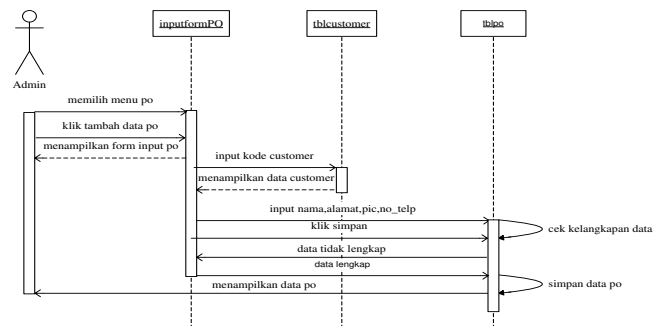 inputformPO
tblcustomer
tblpo
Admin
memilih menu po
klik tambah data po
menampilkan form input po
input kode customer
menampilkan data customer
input nama,alamat,pic,no_telp
klik simpan
cek kelangkapan data
data tidak lengkap
data lengkap
menampilkan data po
simpan data po